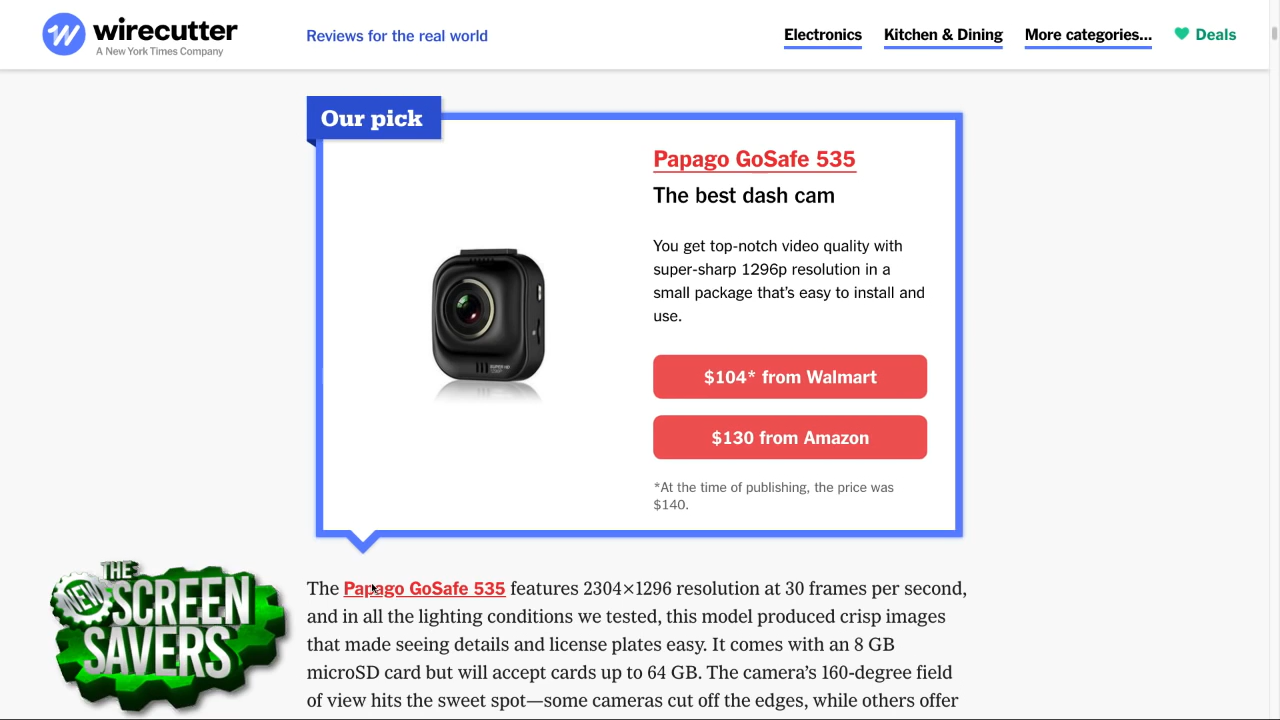 wirecutter
A New York Times Company
Reviews for the real world
Electronics
Kitchen & Dining
More categories...
Deals
Our pick
Papago GoSafe 535
The best dash cam
You get top-notch video quality with
super-sharp 1296p resolution in a
small package that’s easy to install and
use.
$104* from Walmart
$130 from Amazon
*At the time of publishing, the price was
$140.
The Papago GoSafe 535 features 2304×1296 resolution at 30 frames per second,
and in all the lighting conditions we tested, this model produced crisp images
that made seeing details and license plates easy. It comes with an 8 GB
microSD card but will accept cards up to 64 GB. The camera’s 160-degree field
of view hits the sweet spot—some cameras cut off the edges, while others offer
THE
NEW
SCREEN
SAVERS